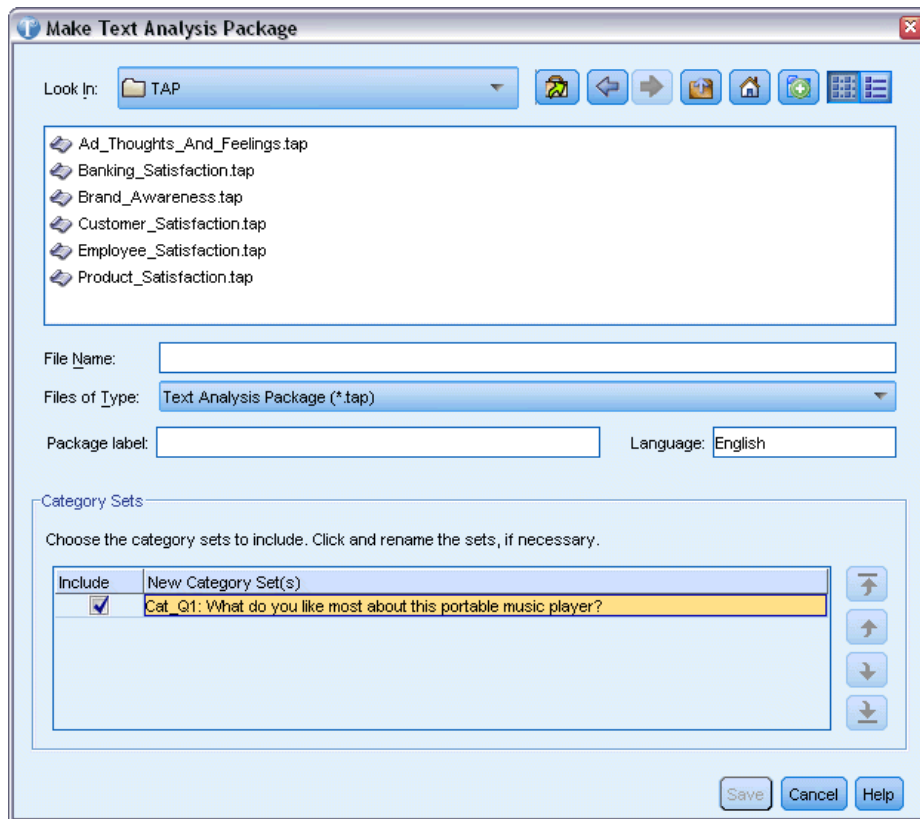 Make Text Analysis Package
Look In: TAP
Ad_Thoughts_And_Feelings.tap
Banking_Satisfaction.tap
Brand_Awareness.tap
Customer_Satisfaction.tap
Employee_Satisfaction.tap
Product_Satisfaction.tap
File Name:
Files of Type: Text Analysis Package (*.tap)
Package label: Language: English
Category Sets
Choose the category sets to include. Click and rename the sets, if necessary.
Include New Category Set(s)
Cat_Q1: What do you like most about this portable music player?
Save Cancel Help